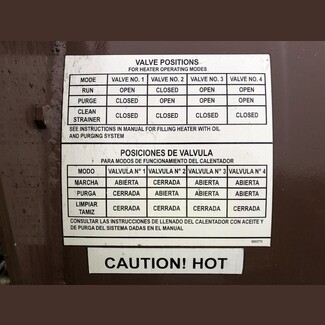 VALVE POSITIONS
FOR HEATER OPERATING MODES
MODE VALVE NO. 1 VALVE NO. 2 VALVE NO. 3 VALVE NO. 4
RUN OPEN CLOSED OPEN OPEN
PURGE CLOSED OPEN OPEN OPEN
CLEAN STRAINER CLOSED CLOSED CLOSED CLOSED
SEE INSTRUCTIONS IN MANUAL FOR FILLING HEATER WITH OIL
AND PURGING SYSTEM
POSICIONES DE VALVULA
PARA MODOS DE FUNCIONAMIENTO DEL CALENTADOR
MODO VALVULA N° 1 VALVULA N° 2 VALVULA N° 3 VALVULA N° 4
MARCHA ABIERTA CERRADA ABIERTA ABIERTA
PURGA CERRADA ABIERTA ABIERTA ABIERTA
LIMPIAR TAMIZ CERRADA CERRADA CERRADA CERRADA
CONSULTAR LAS INSTRUCCIONES DE LLENADO DEL CALENTADOR CON ACEITE Y
DE PURGA DEL SISTEMA DADAS EN EL MANUAL
CAUTION! HOT